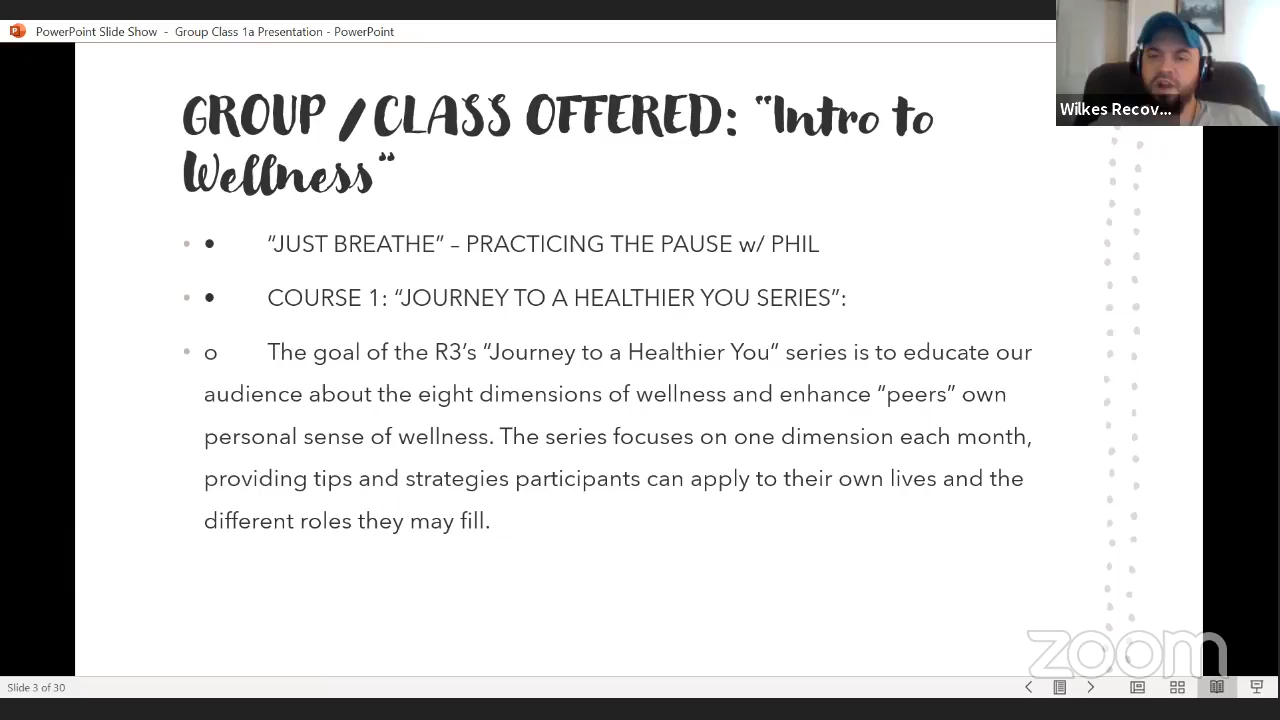 PowerPoint Slide Show - Group Class 1a Presentation - PowerPoint
Wilkes Recov...
GROUP / CLASS OFFERED: “Intro to
Wellness“
• • “JUST BREATHE” – PRACTICING THE PAUSE w/ PHIL
• • COURSE 1: “JOURNEY TO A HEALTHIER YOU SERIES”:
• o The goal of the R3’s “Journey to a Healthier You” series is to educate our
audience about the eight dimensions of wellness and enhance “peers” own
personal sense of wellness. The series focuses on one dimension each month,
providing tips and strategies participants can apply to their own lives and the
different roles they may fill.
zoom
Slide 3 of 30